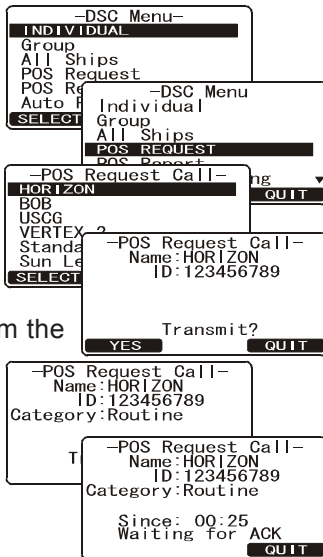 -DSC Menu-
INDIVIDUAL
Group
All Ships
POS Request
POS
Auto
SELECT
-DSC Menu
Individual
Group
All Ships
POS REQUEST
POS Report
ng
QUIT
-POS Request Call-
HORIZON
BOB
USCG
VERTEX 2
Standa
Sun Le
SELECT
-POS Request Call-
Name:HORIZON
ID:123456789
Transmit?
YES QUIT
m the
-POS Request Call-
Name:HORIZON
ID:123456789
Category:Routine
T
-POS Request Call-
Name:HORIZON
ID:123456789
Category:Routine
Since: 00:25
Waiting for ACK
QUIT